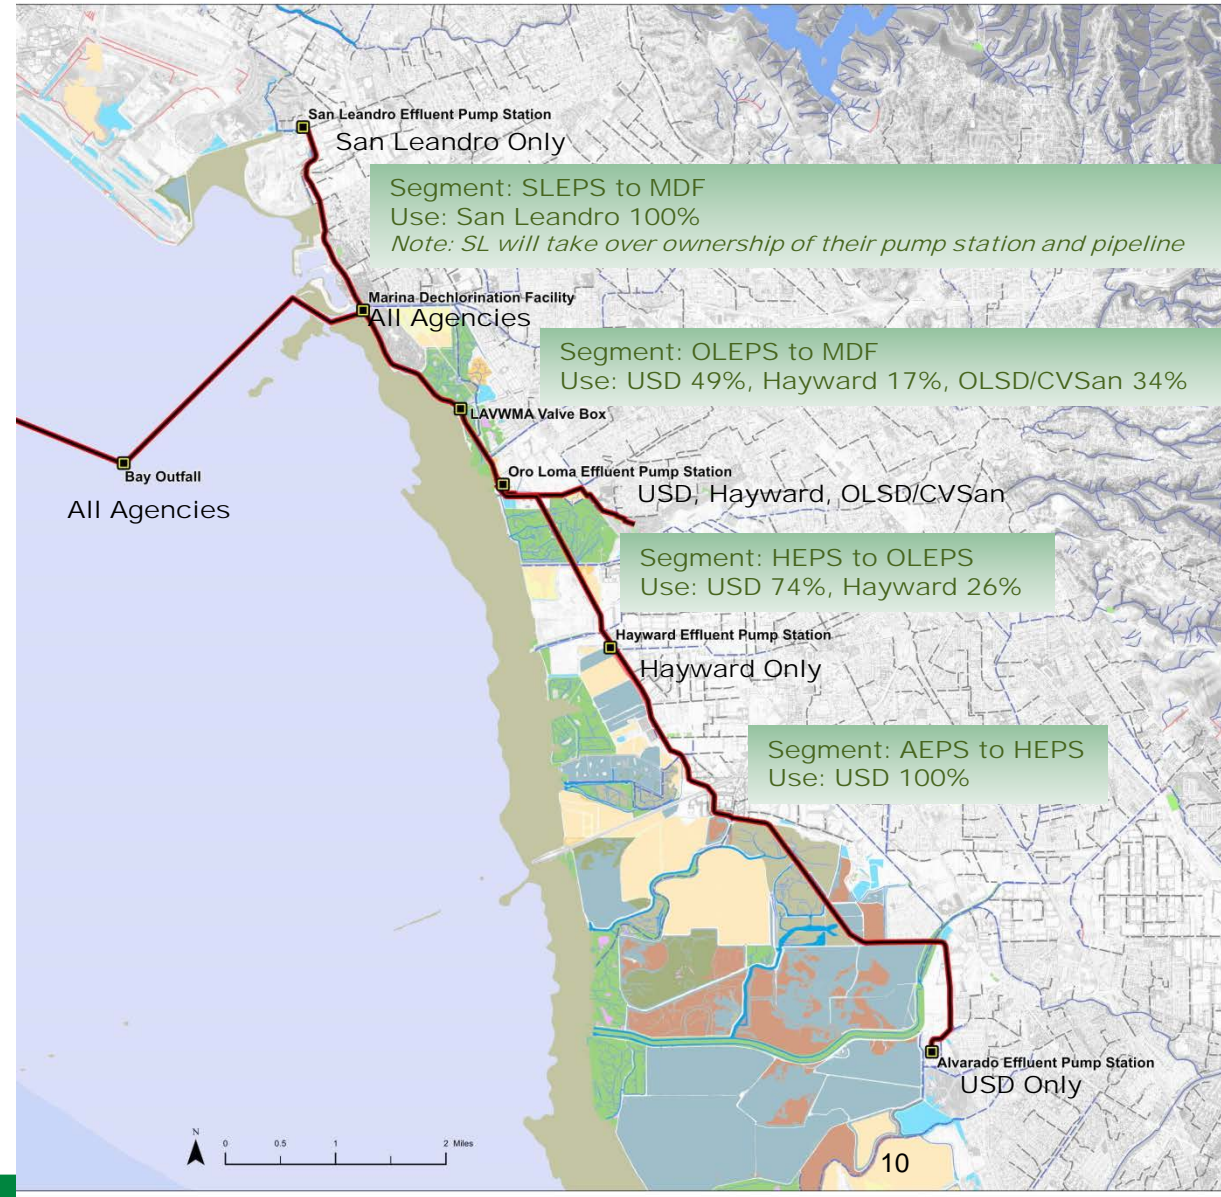 San Leandro Effluent Pump Station
San Leandro Only
Segment: SLEPS to MDF
Use: San Leandro 100%
Note: SL will take over ownership of their pump station and pipeline
Marina Dechlorination Facility
All Agencies
Segment: OLEPS to MDF
Use: USD 49%, Hayward 17%, OLSD/CVSan 34%
LAVWMA Valve Box
Bay Outfall
All Agencies
Oro Loma Effluent Pump Station
USD, Hayward, OLSD/CVSan
Segment: HEPS to OLEPS
Use: USD 74%, Hayward 26%
Hayward Effluent Pump Station
Hayward Only
Segment: AEPS to HEPS
Use: USD 100%
Alvarado Effluent Pump Station
USD Only
N
0 0.5 1 2 Miles
10